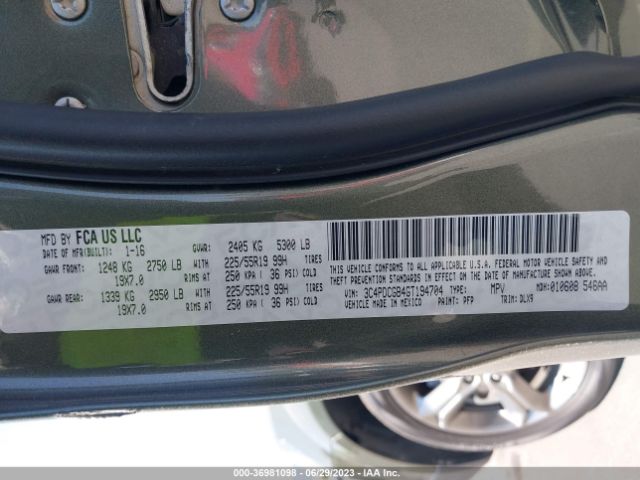 MFD BY FCA US LLC
DATE OF MFR(BUILT): 1-16 GVWR: 2405 KG 5300 LB
GAWR FRONT: 1248 KG 2750 LB WITH 225/55R19 99H TIRES
19X7.0 RIMS AT 250 KPA ( 36 PSI) COLD
GAWR REAR: 1339 KG 2950 LB WITH 225/55R19 99H TIRES
19X7.0 RIMS AT 250 KPA ( 36 PSI) COLD
THIS VEHICLE CONFORMS TO ALL APPLICABLE U.S.A. FEDERAL MOTOR VEHICLE SAFETY, BUMPER, AND
THEFT PREVENTION STANDARDS IN EFFECT ON THE DATE OF MANUFACTURE SHOWN ABOVE.
VIN: 3C4PDCGB4GT194704 TYPE: MPV MDH: 010608 546AA
VEHICLE MADE IN MEXICO PAINT: PFP TRIM: DLX9
000-36981098 - 06/29/2023 - IAA Inc.